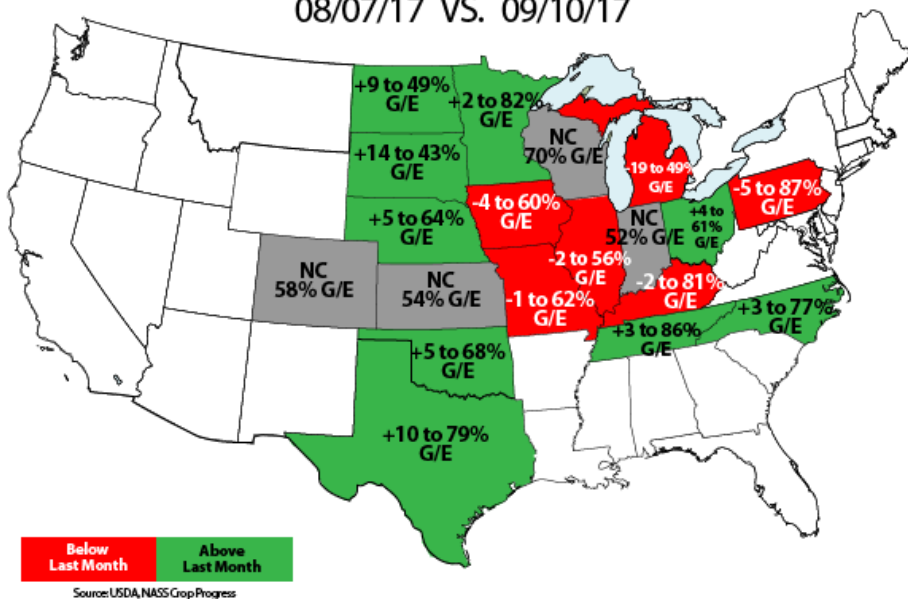 08/07/17 VS. 09/10/17
+9 to 49%
G/E
+2 to 82%
G/E
NC
70% G/E
-19 to 49%
G/E
+14 to 43%
G/E
-5 to 87%
G/E
-4 to 60%
G/E
+5 to 64%
G/E
NC
52% G/E
+4 to
61%
G/E
-2 to 56%
G/E
NC
58% G/E
NC
54% G/E
-1 to 62%
G/E
-2 to 81%
G/E
+3 to 77%
G/E
+3 to 86%
G/E
+5 to 68%
G/E
+10 to 79%
G/E
Below
Last Month
Above
Last Month
Source: USDA, NASS Crop Progress